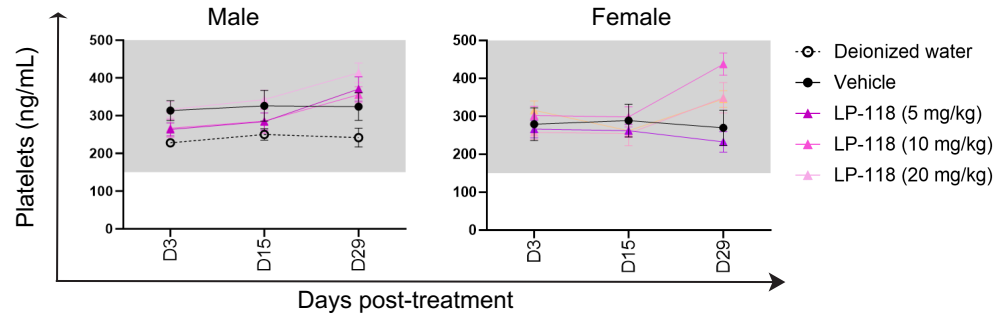 Male
Female
Platelets (ng/mL)
500
400
300
200
100
0
D3
D15
D29
500
400
300
200
100
0
D3
D15
D29
Days post-treatment
Deionized water
Vehicle
LP-118 (5 mg/kg)
LP-118 (10 mg/kg)
LP-118 (20 mg/kg)